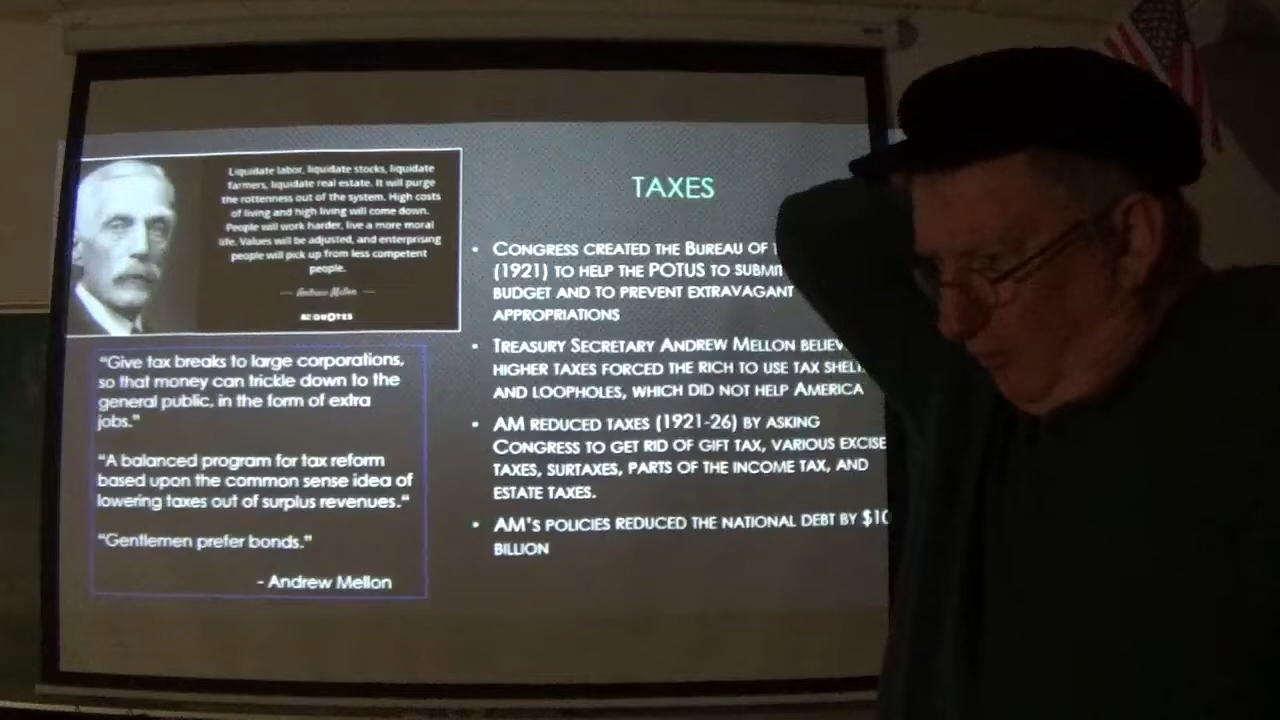 Liquidate labor, liquidate stocks, liquidate
farmers, liquidate real estate. It will purge
the rottenness out of the system. High costs
of living and high living will come down.
People will work harder, live a more moral
life. Values will be adjusted, and enterprising
people will pick up from less competent
people.
— Andrew Mellon —
AZ QUOTES
“Give tax breaks to large corporations,
so that money can trickle down to the
general public, in the form of extra
jobs.”
“A balanced program for tax reform
based upon the common sense idea of
lowering taxes out of surplus revenues.“
“Gentlemen prefer bonds.”
- Andrew Mellon
TAXES
• CONGRESS CREATED THE BUREAU OF
(1921) TO HELP THE POTUS TO SUBMIT
BUDGET AND TO PREVENT EXTRAVAGANT
APPROPRIATIONS
• TREASURY SECRETARY ANDREW MELLON BELIEV
HIGHER TAXES FORCED THE RICH TO USE TAX SHEL
AND LOOPHOLES, WHICH DID NOT HELP AMERICA
• AM REDUCED TAXES (1921-26) BY ASKING
CONGRESS TO GET RID OF GIFT TAX, VARIOUS EXCISE
TAXES, SURTAXES, PARTS OF THE INCOME TAX, AND
ESTATE TAXES.
• AM’S POLICIES REDUCED THE NATIONAL DEBT BY $10
BILLION